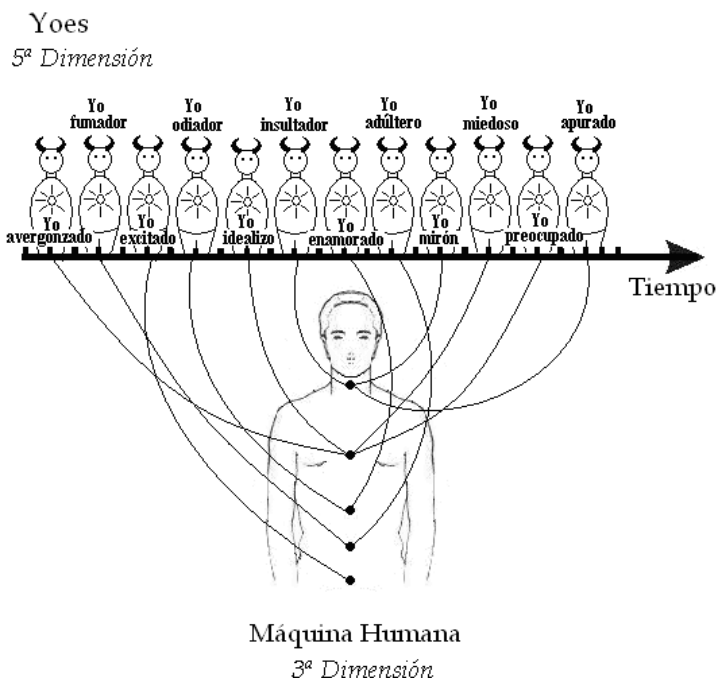 Yoes
5ª Dimensión
Yo
fumador
Yo
odiador
Yo
insultador
Yo
adúltero
Yo
miedoso
Yo
apurado
Yo
avergonzado
Yo
excitado
Yo
idealizo
Yo
enamorado
Yo
mirón
Yo
preocupado
Tiempo
Máquina Humana
3ª Dimensión